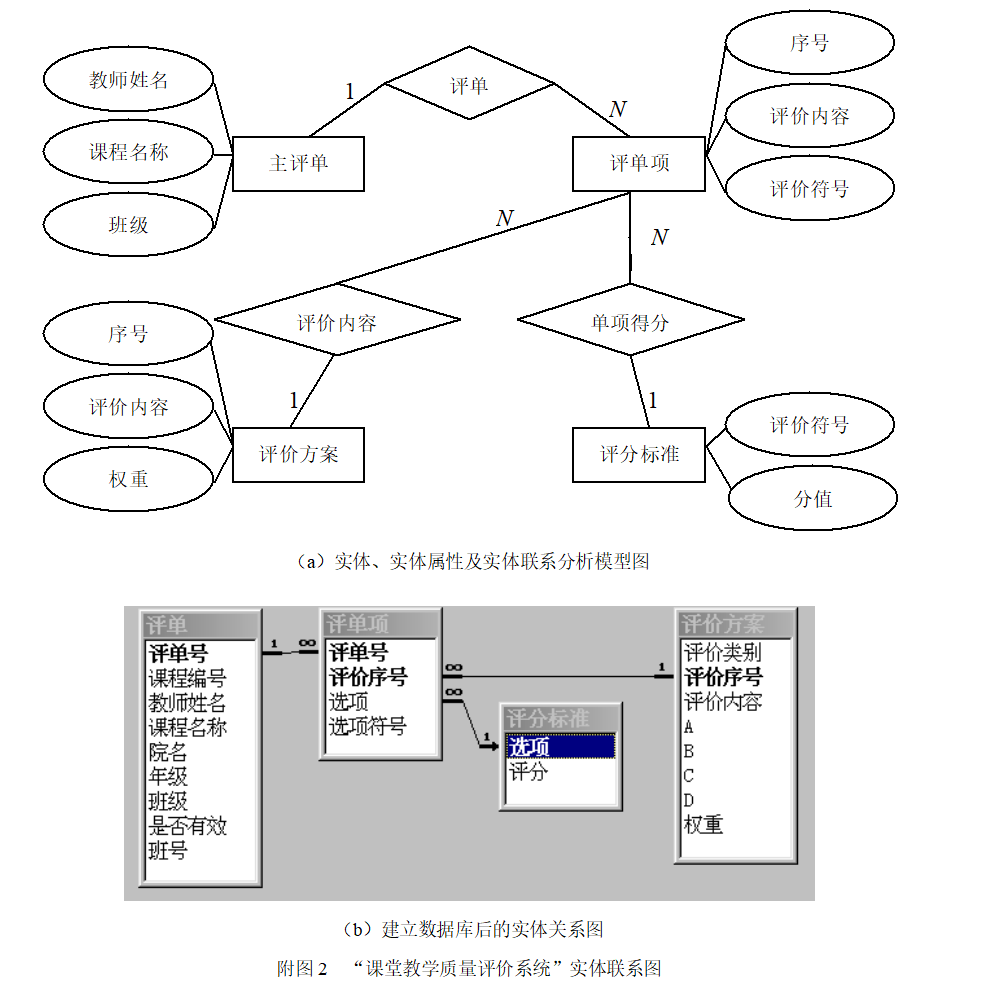 序号
教师姓名
评单
1
N
评价内容
课程名称
主评单
评单项
评价符号
班级
N
N
序号
评价内容
单项得分
评价内容
1
1
评价符号
评价方案
评分标准
权重
分值
（a）实体、实体属性及实体联系分析模型图
评单
评单号
课程编号
教师姓名
课程名称
院名
年级
班级
是否有效
班号
1
∞
评单项
评单号
评价序号
选项
选项符号
∞
1
∞
1
评分标准
选项
评分
评价方案
评价类别
评价序号
评价内容
A
B
C
D
权重
（b）建立数据库后的实体关系图
附图 2 “课堂教学质量评价系统”实体联系图